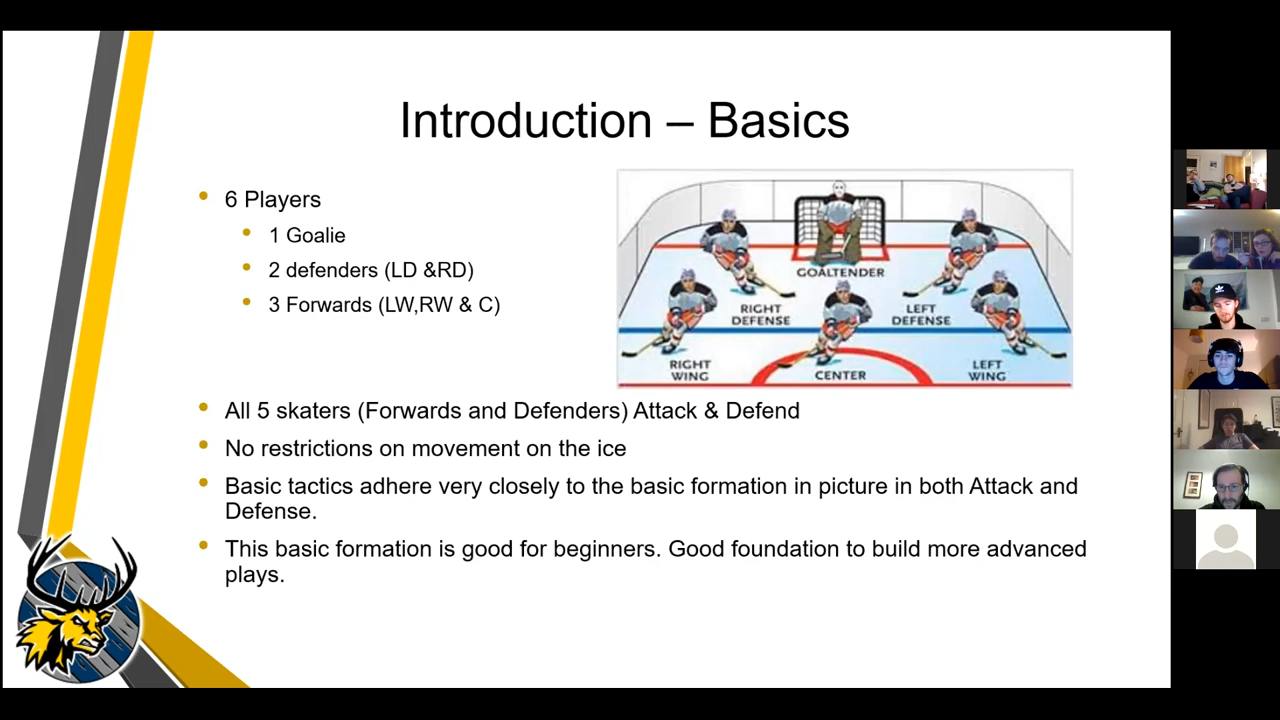 Introduction – Basics
6 Players
1 Goalie
2 defenders (LD &RD)
3 Forwards (LW,RW & C)
GOALTENDER
RIGHT
DEFENSE
LEFT
DEFENSE
RIGHT
WING
CENTER
LEFT
WING
All 5 skaters (Forwards and Defenders) Attack & Defend
No restrictions on movement on the ice
Basic tactics adhere very closely to the basic formation in picture in both Attack and
Defense.
This basic formation is good for beginners. Good foundation to build more advanced
plays.